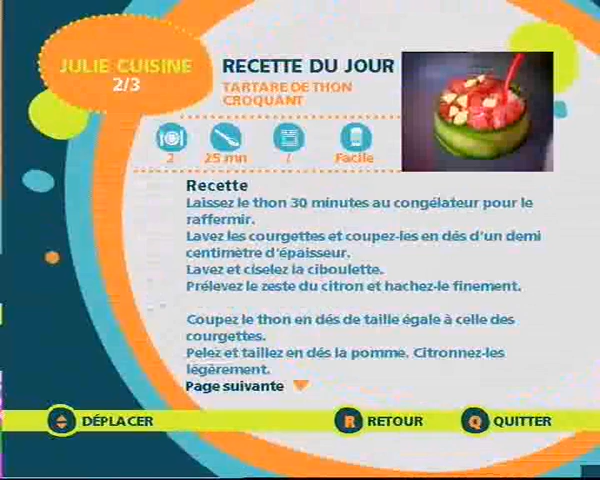 JULIE CUISINE
2/3
RECETTE DU JOUR
TARTARE DE THON
CROQUANT
2
25 mn
/
Facile
Recette
Laissez le thon 30 minutes au congélateur pour le
raffermir.
Lavez les courgettes et coupez-les en dés d'un demi
centimètre d'épaisseur.
Lavez et ciselez la ciboulette.
Prélevez le zeste du citron et hachez-le finement.
Coupez le thon en dés de taille égale à celle des
courgettes.
Pelez et taillez en dés la pomme. Citronnez-les
légèrement.
Page suivante
DÉPLACER
R RETOUR
Q QUITTER